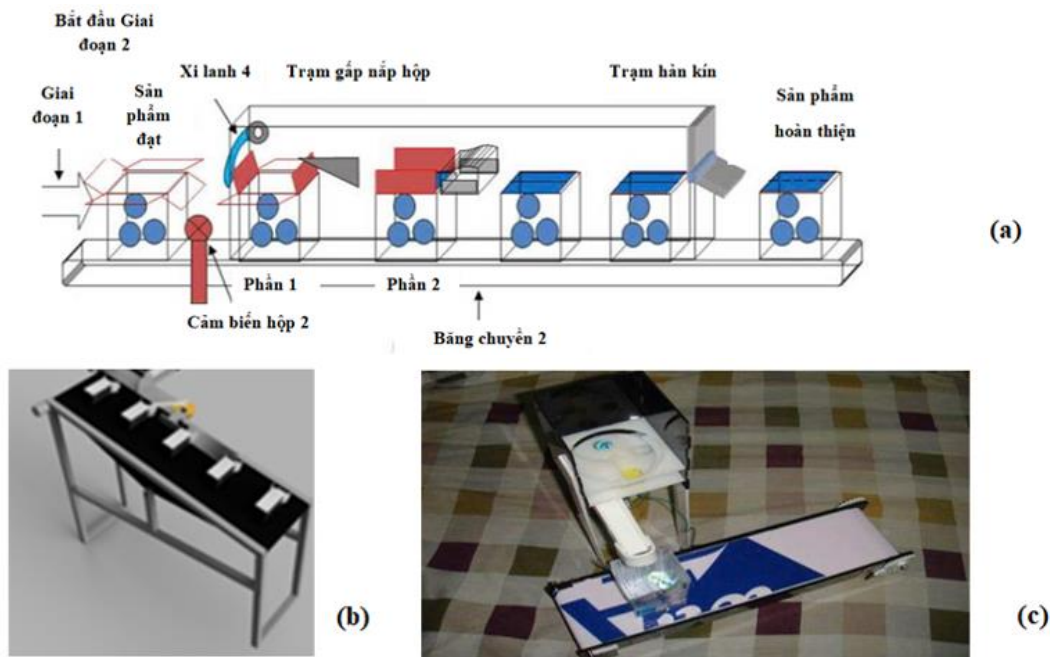 Bắt đầu Giai
đoạn 2
Giai
đoạn 1
Sản
phẩm
đạt
Xi lanh 4
Trạm gấp nắp hộp
Trạm hàn kín
Sản phẩm
hoàn thiện
(a)
Phần 1
Phần 2
Cảm biến hộp 2
Băng chuyền 2
(b)
(c)